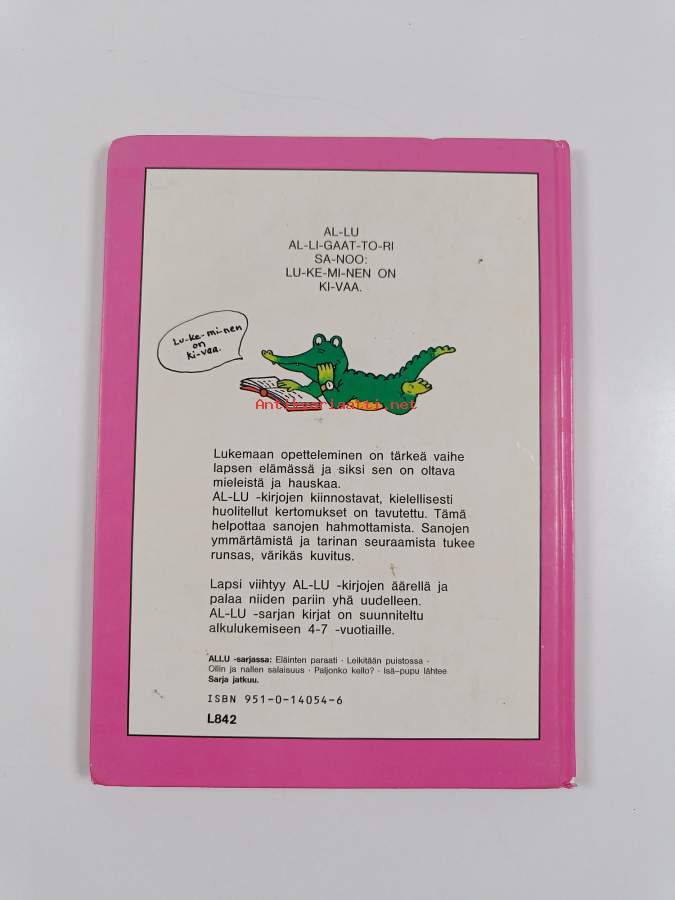 AL-LU
AL-LI-GAAT-TO-RI
SA-NOO:
LU-KE-MI-NEN ON
KI-VAA.
Lu-ke-mi-nen
on
ki-vaa.
Antikvariaatti.net
Lukemaan opetteleminen on tärkeä vaihe
lapsen elämässä ja siksi sen on oltava
mieleistä ja hauskaa.
AL-LU -kirjojen kiinnostavat, kielellisesti
huolitellut kertomukset on tavutettu. Tämä
helpottaa sanojen hahmottamista. Sanojen
ymmärtämistä ja tarinan seuraamista tukee
runsas, värikäs kuvitus.
Lapsi viihtyy AL-LU -kirjojen äärellä ja
palaa niiden pariin yhä uudelleen.
AL-LU -sarjan kirjat on suunniteltu
alkulukemiseen 4-7 -vuotiaille.
ALLU -sarjassa: Eläinten paraati · Leikitään puistossa ·
Ollin ja nallen salaisuus · Paljonko kello? · Isä-pupu lähtee
Sarja jatkuu.
ISBN 951-0-14054-6
L842